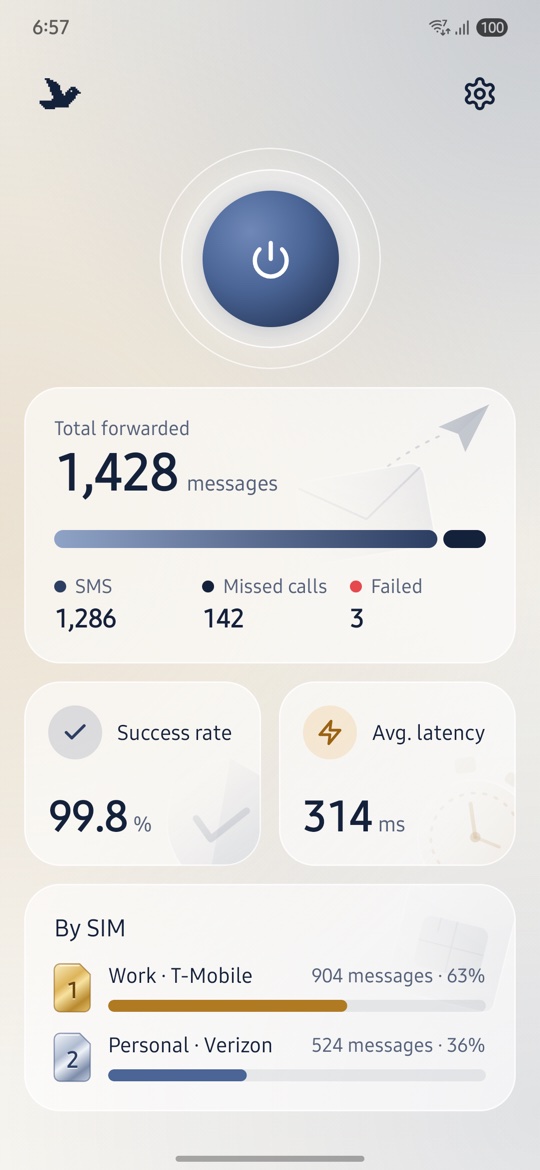 6:57
7
100
Total forwarded
1,428 messages
SMS Missed calls Failed
1,286 142 3
Success rate
99.8 %
Avg. latency
314 ms
By SIM
1 Work · T-Mobile 904 messages · 63%
2 Personal · Verizon 524 messages · 36%